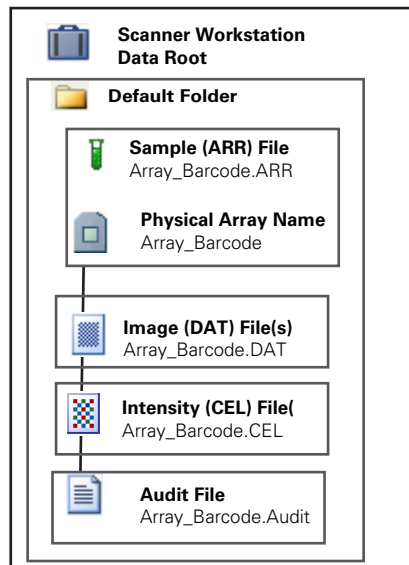 Scanner Workstation
Data Root
Default Folder
Sample (ARR) File
Array_Barcode.ARR
Physical Array Name
Array_Barcode
Image (DAT) File(s)
Array_Barcode.DAT
Intensity (CEL) File(
Array_Barcode.CEL
Audit File
Array_Barcode.Audit